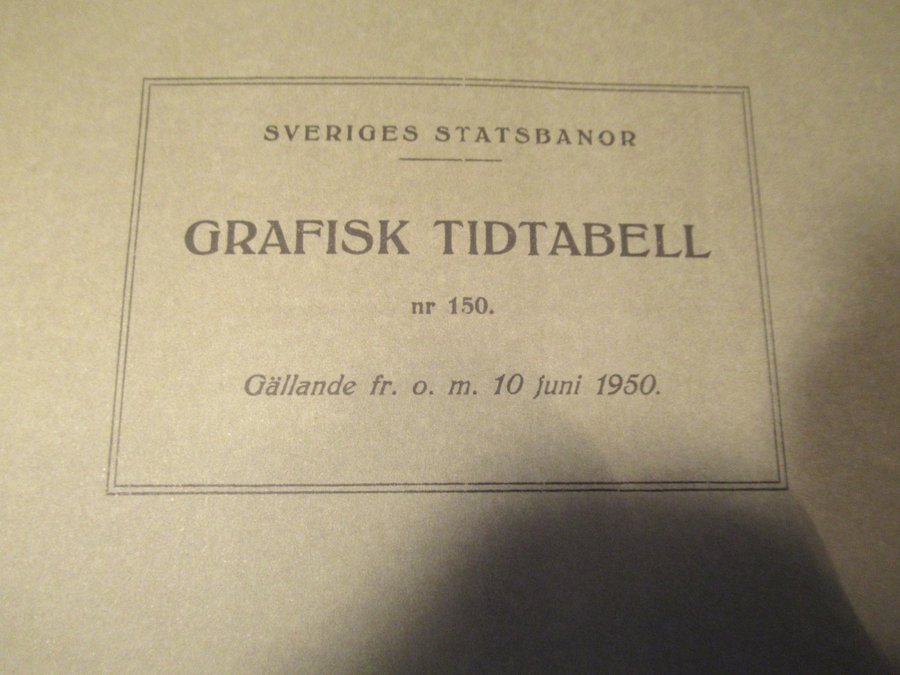 SVERIGES STATSBANOR
GRAFISK TIDTABELL
nr 150.
Gällande fr. o. m. 10 juni 1950.